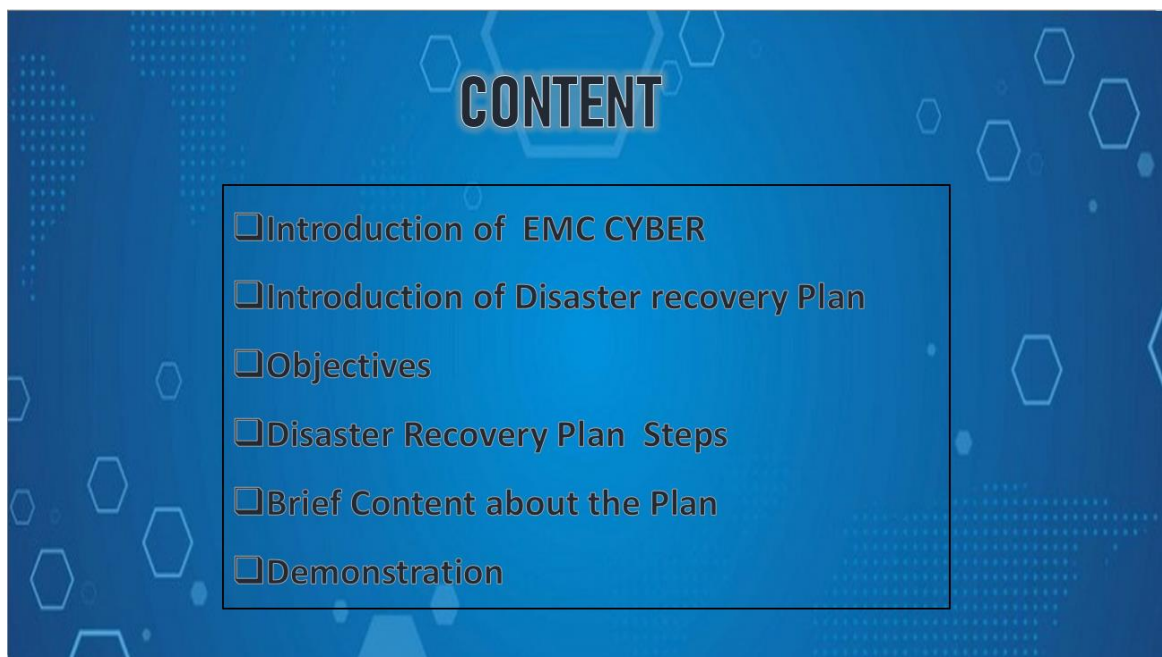 CONTENT
❑Introduction of  EMC CYBER
❑Introduction of Disaster recovery Plan
❑Objectives
❑Disaster Recovery Plan  Steps
❑Brief Content about the Plan
❑Demonstration